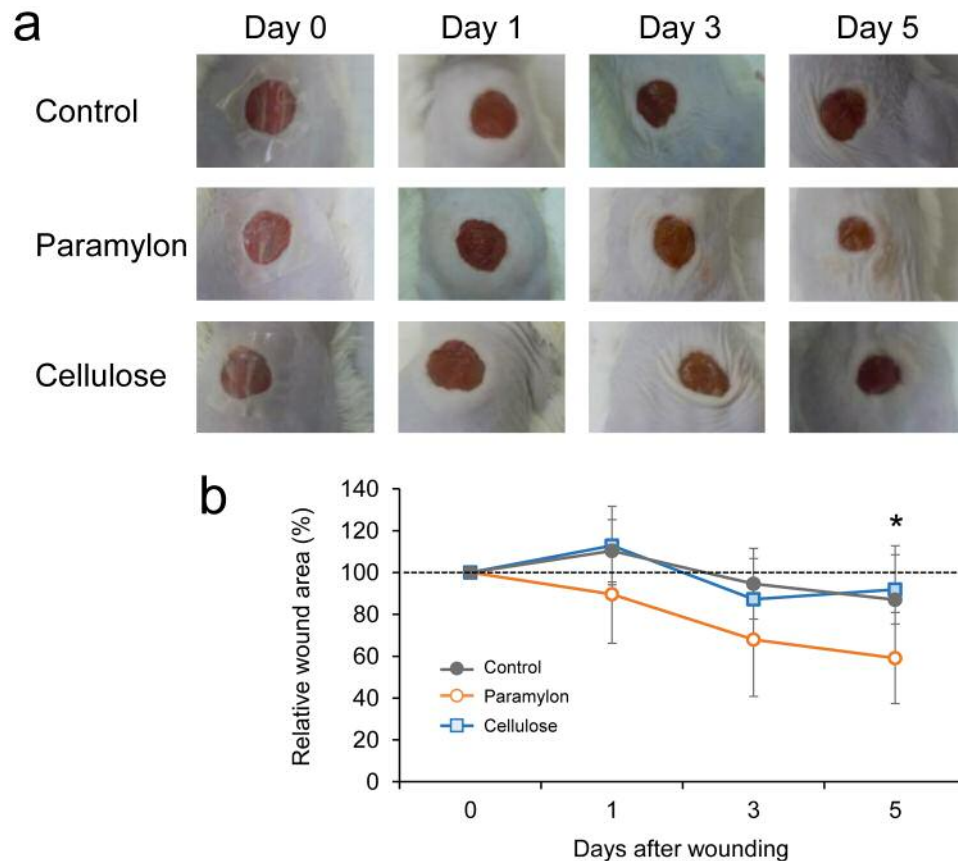 a
Day 0 Day 1 Day 3 Day 5
Control
Paramylon
Cellulose
b
Relative wound area (%)
140
120
100
80
60
40
20
0
*
Control
Paramylon
Cellulose
0 1 3 5
Days after wounding